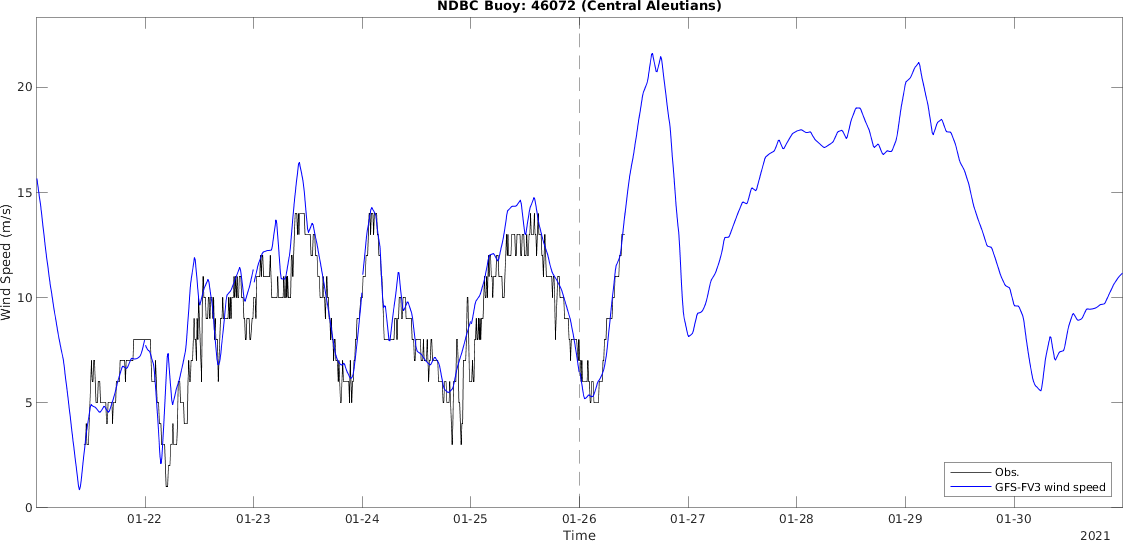 NDBC Buoy: 46072 (Central Aleutians)
Wind Speed (m/s)
20
15
10
5
0
01-22 01-23 01-24 01-25 01-26 01-27 01-28 01-29 01-30
Time
2021
Obs.
GFS-FV3 wind speed